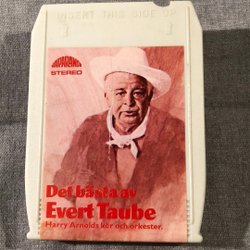 INSERT THIS SIDE UP
STEREO
Det bästa av
Evert Taube
Harry Arnolds kör och orkester.